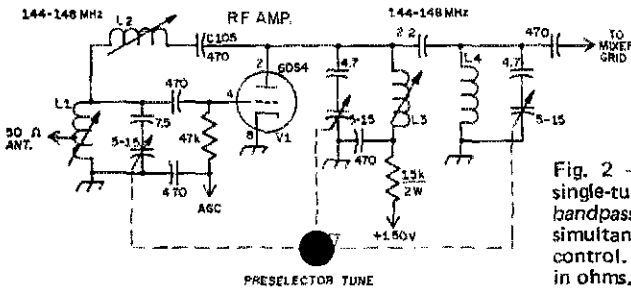 144-148 MHz
RF AMP.
144-148 MHz
L2
C105
470
2.2
470
TO
MIXER
GRID
2
6DS4
4.7
L4
4.7
L1
470
4
5-15
L3
5-15
50 Ω
ANT.
7.5
5-15
47k
8
V1
470
470
15k
2W
AGC
+150V
PRESELECTOR TUNE
Fig. 2 –
single-tu
bandpass
simultan
control.
in ohms,